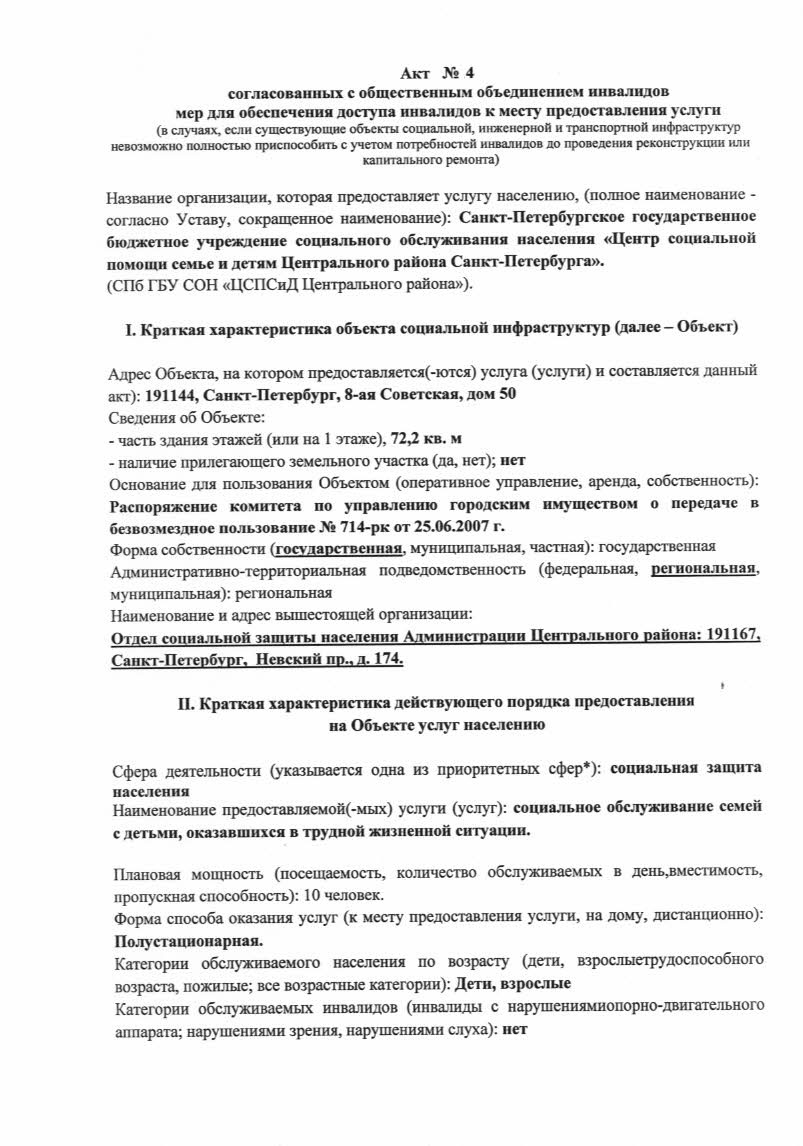 Акт № 4
согласованных с общественным объединением инвалидов
мер для обеспечения доступа инвалидов к месту предоставления услуги
(в случаях, если существующие объекты социальной, инженерной и транспортной инфраструктур
невозможно полностью приспособить с учетом потребностей инвалидов до проведения реконструкции или
капитального ремонта)
Название организации, которая предоставляет услугу населению, (полное наименование -
согласно Уставу, сокращенное наименование): Санкт-Петербургское государственное
бюджетное учреждение социального обслуживания населения «Центр социальной
помощи семье и детям Центрального района Санкт-Петербурга».
(СПб ГБУ СОН «ЦСПСиД Центрального района»).
I. Краткая характеристика объекта социальной инфраструктур (далее – Объект)
Адрес Объекта, на котором предоставляется(-ются) услуга (услуги) и составляется данный
акт): 191144, Санкт-Петербург, 8-ая Советская, дом 50
Сведения об Объекте:
- часть здания этажей (или на 1 этаже), 72,2 кв. м
- наличие прилегающего земельного участка (да, нет); нет
Основание для пользования Объектом (оперативное управление, аренда, собственность):
Распоряжение комитета по управлению городским имуществом о передаче в
безвозмездное пользование № 714-рк от 25.06.2007 г.
Форма собственности (государственная, муниципальная, частная): государственная
Административно-территориальная подведомственность (федеральная, региональная,
муниципальная): региональная
Наименование и адрес вышестоящей организации:
Отдел социальной защиты населения Администрации Центрального района: 191167,
Санкт-Петербург, Невский пр., д. 174.
II. Краткая характеристика действующего порядка предоставления
на Объекте услуг населению
Сфера деятельности (указывается одна из приоритетных сфер*): социальная защита
населения
Наименование предоставляемой(-мых) услуги (услуг): социальное обслуживание семей
с детьми, оказавшихся в трудной жизненной ситуации.
Плановая мощность (посещаемость, количество обслуживаемых в день,вместимость,
пропускная способность): 10 человек.
Форма способа оказания услуг (к месту предоставления услуги, на дому, дистанционно):
Полустационарная.
Категории обслуживаемого населения по возрасту (дети, взрослыетрудоспособного
возраста, пожилые; все возрастные категории): Дети, взрослые
Категории обслуживаемых инвалидов (инвалиды с нарушениямиопорно-двигательного
аппарата; нарушениями зрения, нарушениями слуха): нет